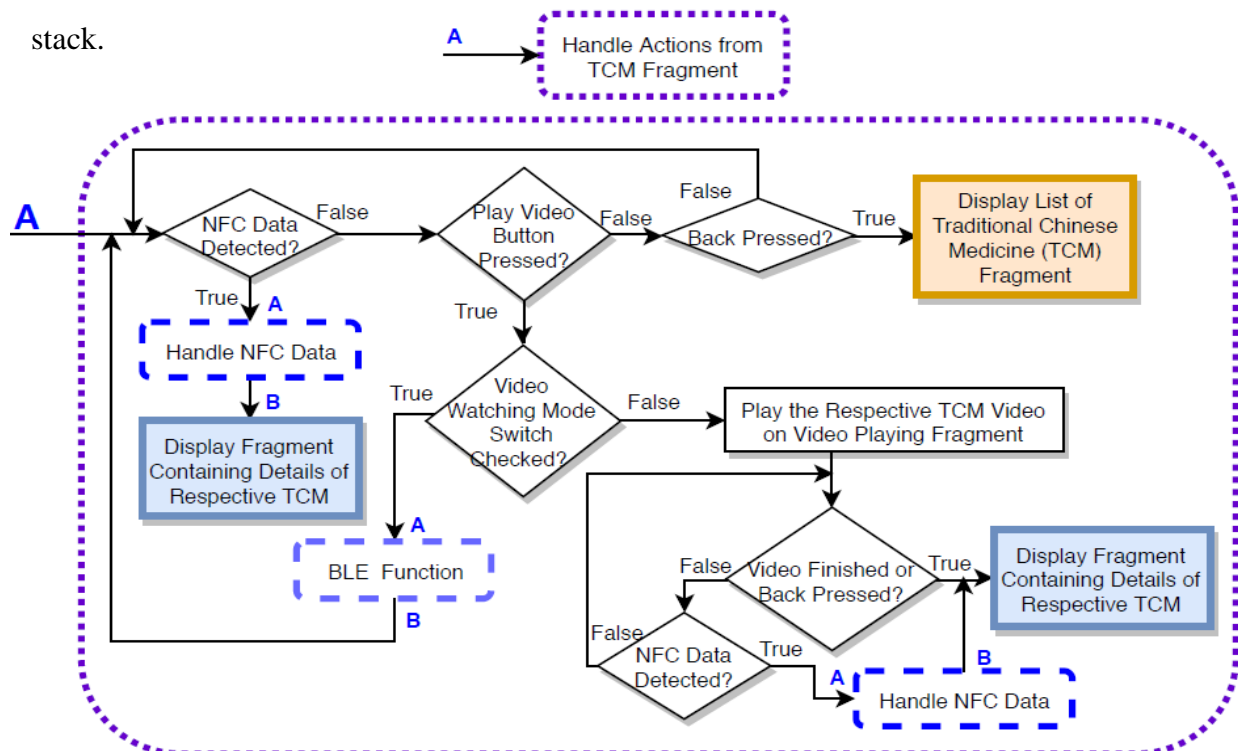 stack.
A
Handle Actions from
TCM Fragment
A
NFC Data
Detected?
False
Play Video
Button
Pressed?
False
False
Back Pressed?
True
Display List of
Traditional Chinese
Medicine (TCM)
Fragment
True
A
Handle NFC Data
B
Display Fragment
Containing Details of
Respective TCM
True
Video
Watching Mode
Switch
Checked?
True
False
Play the Respective TCM Video
on Video Playing Fragment
A
BLE Function
B
Video Finished or
Back Pressed?
True
False
Display Fragment
Containing Details of
Respective TCM
NFC Data
Detected?
False
True
A
Handle NFC Data
B